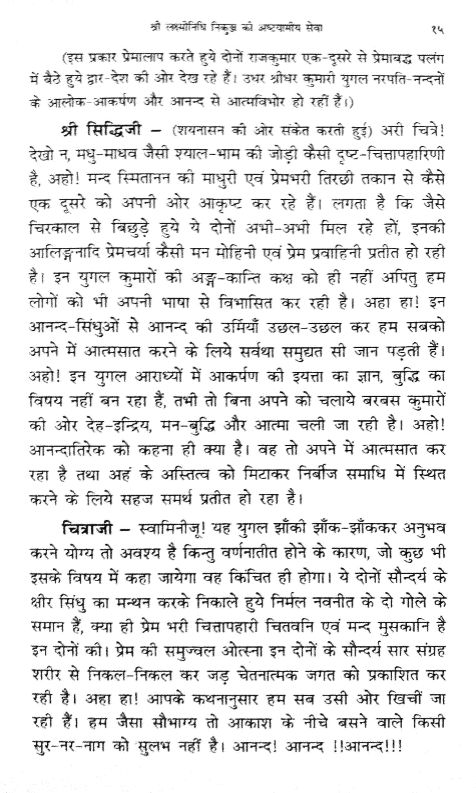 श्री लक्ष्मीनिधि निकुञ्ज की अष्टयामीय सेवा १५
(इस प्रकार प्रेमालाप करते हुये दोनों राजकुमार एक-दूसरे से प्रेमाबद्ध पलंग
में बैठे हुये द्वार-देश की ओर देख रहे हैं। उधर श्रीधर कुमारी युगल नरपति-नन्दनों
के आलोक-आकर्षण और आनन्द से आत्मविभोर हो रहीं हैं।)
श्री सिद्धिजी – (शयनासन की ओर संकेत करती हुई) अरी चित्रे!
देखो न, मधु-माधव जैसी श्याल-भाम की जोड़ी कैसी दृष्ट-चित्तापहारिणी
है, अहो! मन्द स्मितानन की माधुरी एवं प्रेमभरी तिरछी तकान से कैसे
एक दूसरे को अपनी ओर आकृष्ट कर रहे हैं। लगता है कि जैसे
चिरकाल से बिछुड़े हुये ये दोनों अभी-अभी मिल रहे हों, इनकी
आलिङ्गनादि प्रेमचर्या कैसी मन मोहिनी एवं प्रेम प्रवाहिनी प्रतीत हो रही
है। इन युगल कुमारों की अङ्ग-कान्ति कक्ष को ही नहीं अपितु हम
लोगों को भी अपनी भाषा से विभासित कर रही है। अहा हा! इन
आनन्द-सिंधुओं से आनन्द की उर्मियाँ उछल-उछल कर हम सबको
अपने में आत्मसात करने के लिये सर्वथा समुद्यत सी जान पड़ती हैं।
अहो! इन युगल आराध्यों में आकर्षण की इयत्ता का ज्ञान, बुद्धि का
विषय नहीं बन रहा हैं, तभी तो बिना अपने को चलाये बरबस कुमारों
की ओर देह-इन्द्रिय, मन-बुद्धि और आत्मा चली जा रही है। अहो!
आनन्दातिरेक को कहना ही क्या है। वह तो अपने में आत्मसात कर
रहा है तथा अहं के अस्तित्व को मिटाकर निर्बीज समाधि में स्थित
करने के लिये सहज समर्थ प्रतीत हो रहा है।
चित्राजी – स्वामिनीजू! यह युगल झाँकी झाँक-झाँककर अनुभव
करने योग्य तो अवश्य है किन्तु वर्णनातीत होने के कारण, जो कुछ भी
इसके विषय में कहा जायेगा वह किंचित ही होगा। ये दोनों सौन्दर्य के
क्षीर सिंधु का मन्थन करके निकाले हुये निर्मल नवनीत के दो गोले के
समान हैं, क्या ही प्रेम भरी चित्तापहारी चितवनि एवं मन्द मुसकानि है
इन दोनों की। प्रेम की समुज्वल ओत्स्ना इन दोनों के सौन्दर्य सार संग्रह
शरीर से निकल-निकल कर जड़ चेतनात्मक जगत को प्रकाशित कर
रही है। अहा हा! आपके कथनानुसार हम सब उसी ओर खिचीं जा
रही हैं। हम जैसा सौभाग्य तो आकाश के नीचे बसने वाले किसी
सुर-नर-नाग को सुलभ नहीं है। आनन्द! आनन्द !!आनन्द!!!